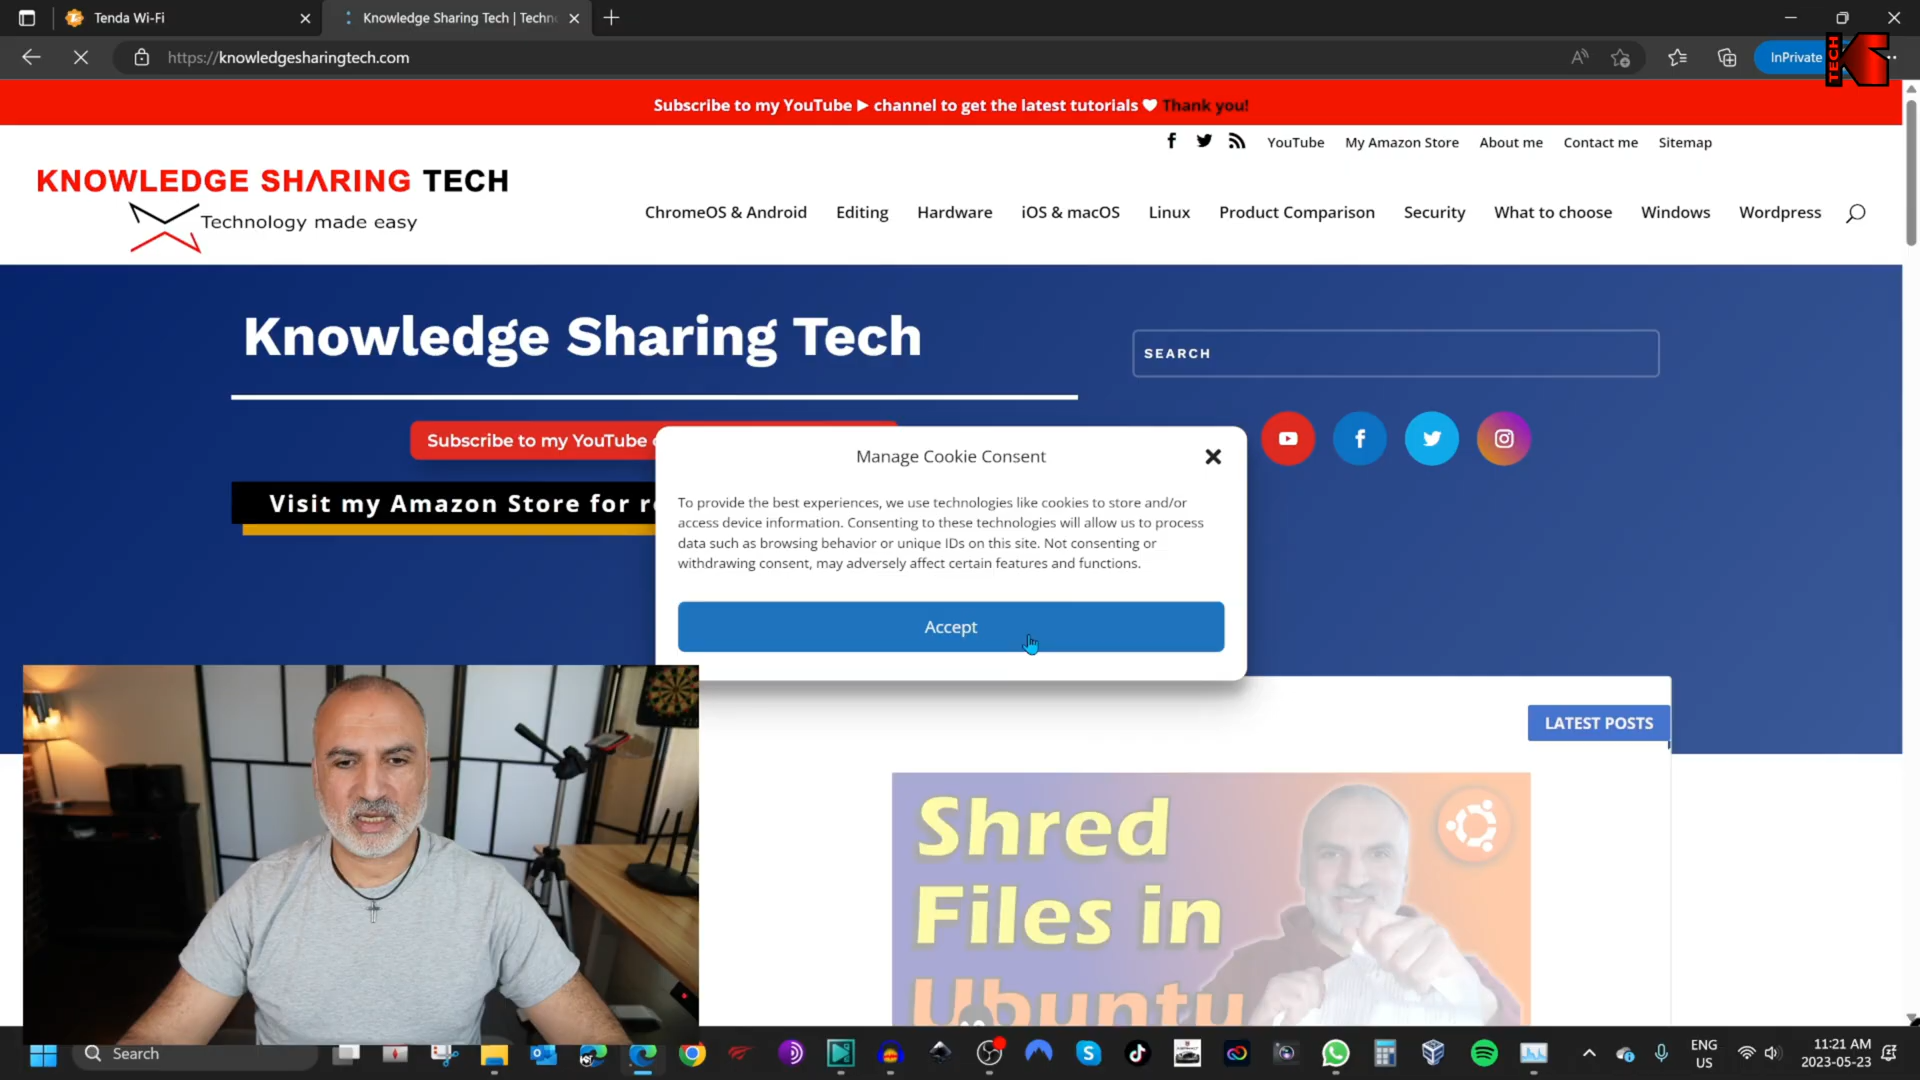 Tenda Wi-Fi
Knowledge Sharing Tech | Techn
https://knowledgesharingtech.com
InPrivate
TECH
Subscribe to my YouTube ▶ channel to get the latest tutorials ♥ Thank you!
YouTube My Amazon Store About me Contact me Sitemap
KNOWLEDGE SHARING TECH
Technology made easy
ChromeOS & Android Editing Hardware iOS & macOS Linux Product Comparison Security What to choose Windows Wordpress
Knowledge Sharing Tech
SEARCH
Subscribe to my YouTube
Visit my Amazon Store for r
Manage Cookie Consent
To provide the best experiences, we use technologies like cookies to store and/or
access device information. Consenting to these technologies will allow us to process
data such as browsing behavior or unique IDs on this site. Not consenting or
withdrawing consent, may adversely affect certain features and functions.
Accept
LATEST POSTS
Shred
Files in
Ubuntu
Search
ENG
US
11:21 AM
2023-05-23